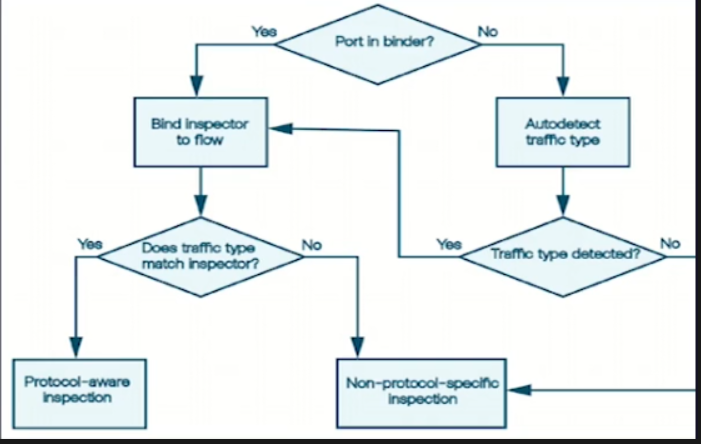 Port in binder?
Yes
No
Bind inspector
to flow
Autodetect
traffic type
Does traffic type
match inspector?
Yes
No
Traffic type detected?
Yes
No
Protocol-aware
inspection
Non-protocol-specific
inspection